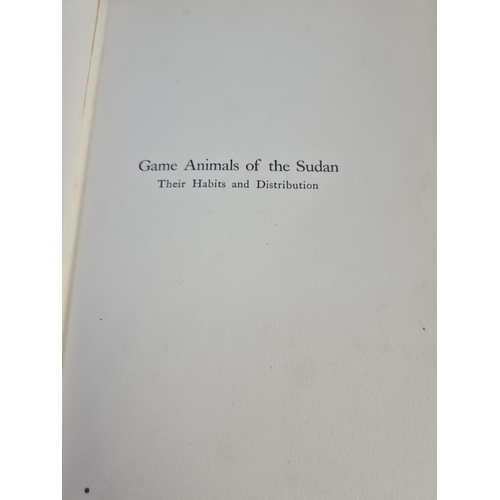 Game Animals of the Sudan
Their Habits and Distribution